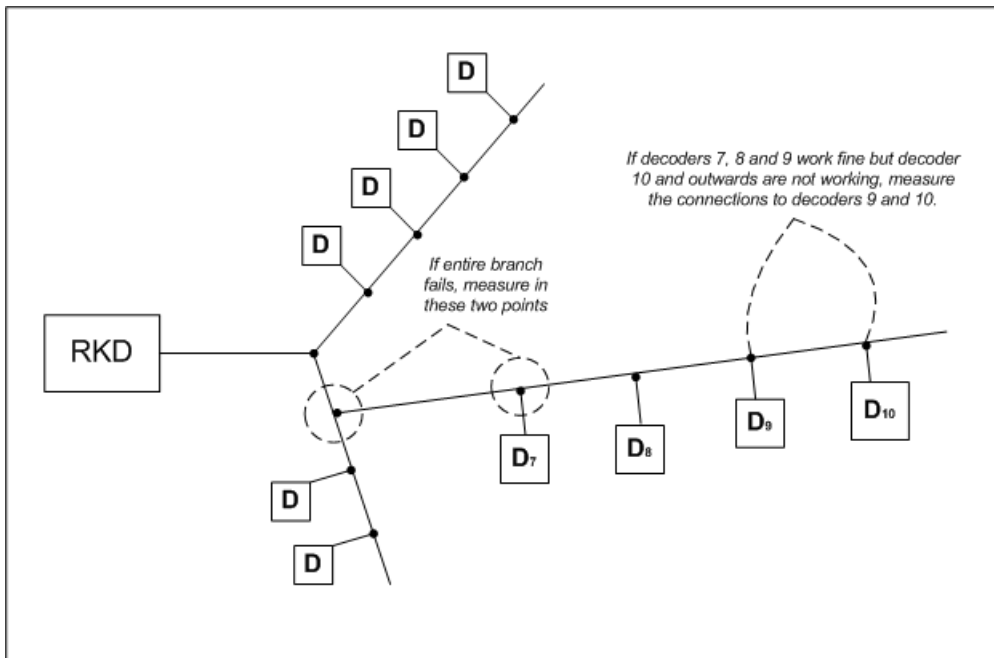 D
D
D
D
If decoders 7, 8 and 9 work fine but decoder
10 and outwards are not working, measure
the connections to decoders 9 and 10.
If entire branch
fails, measure in
these two points
RKD
D7
D8
D9
D10
D
D